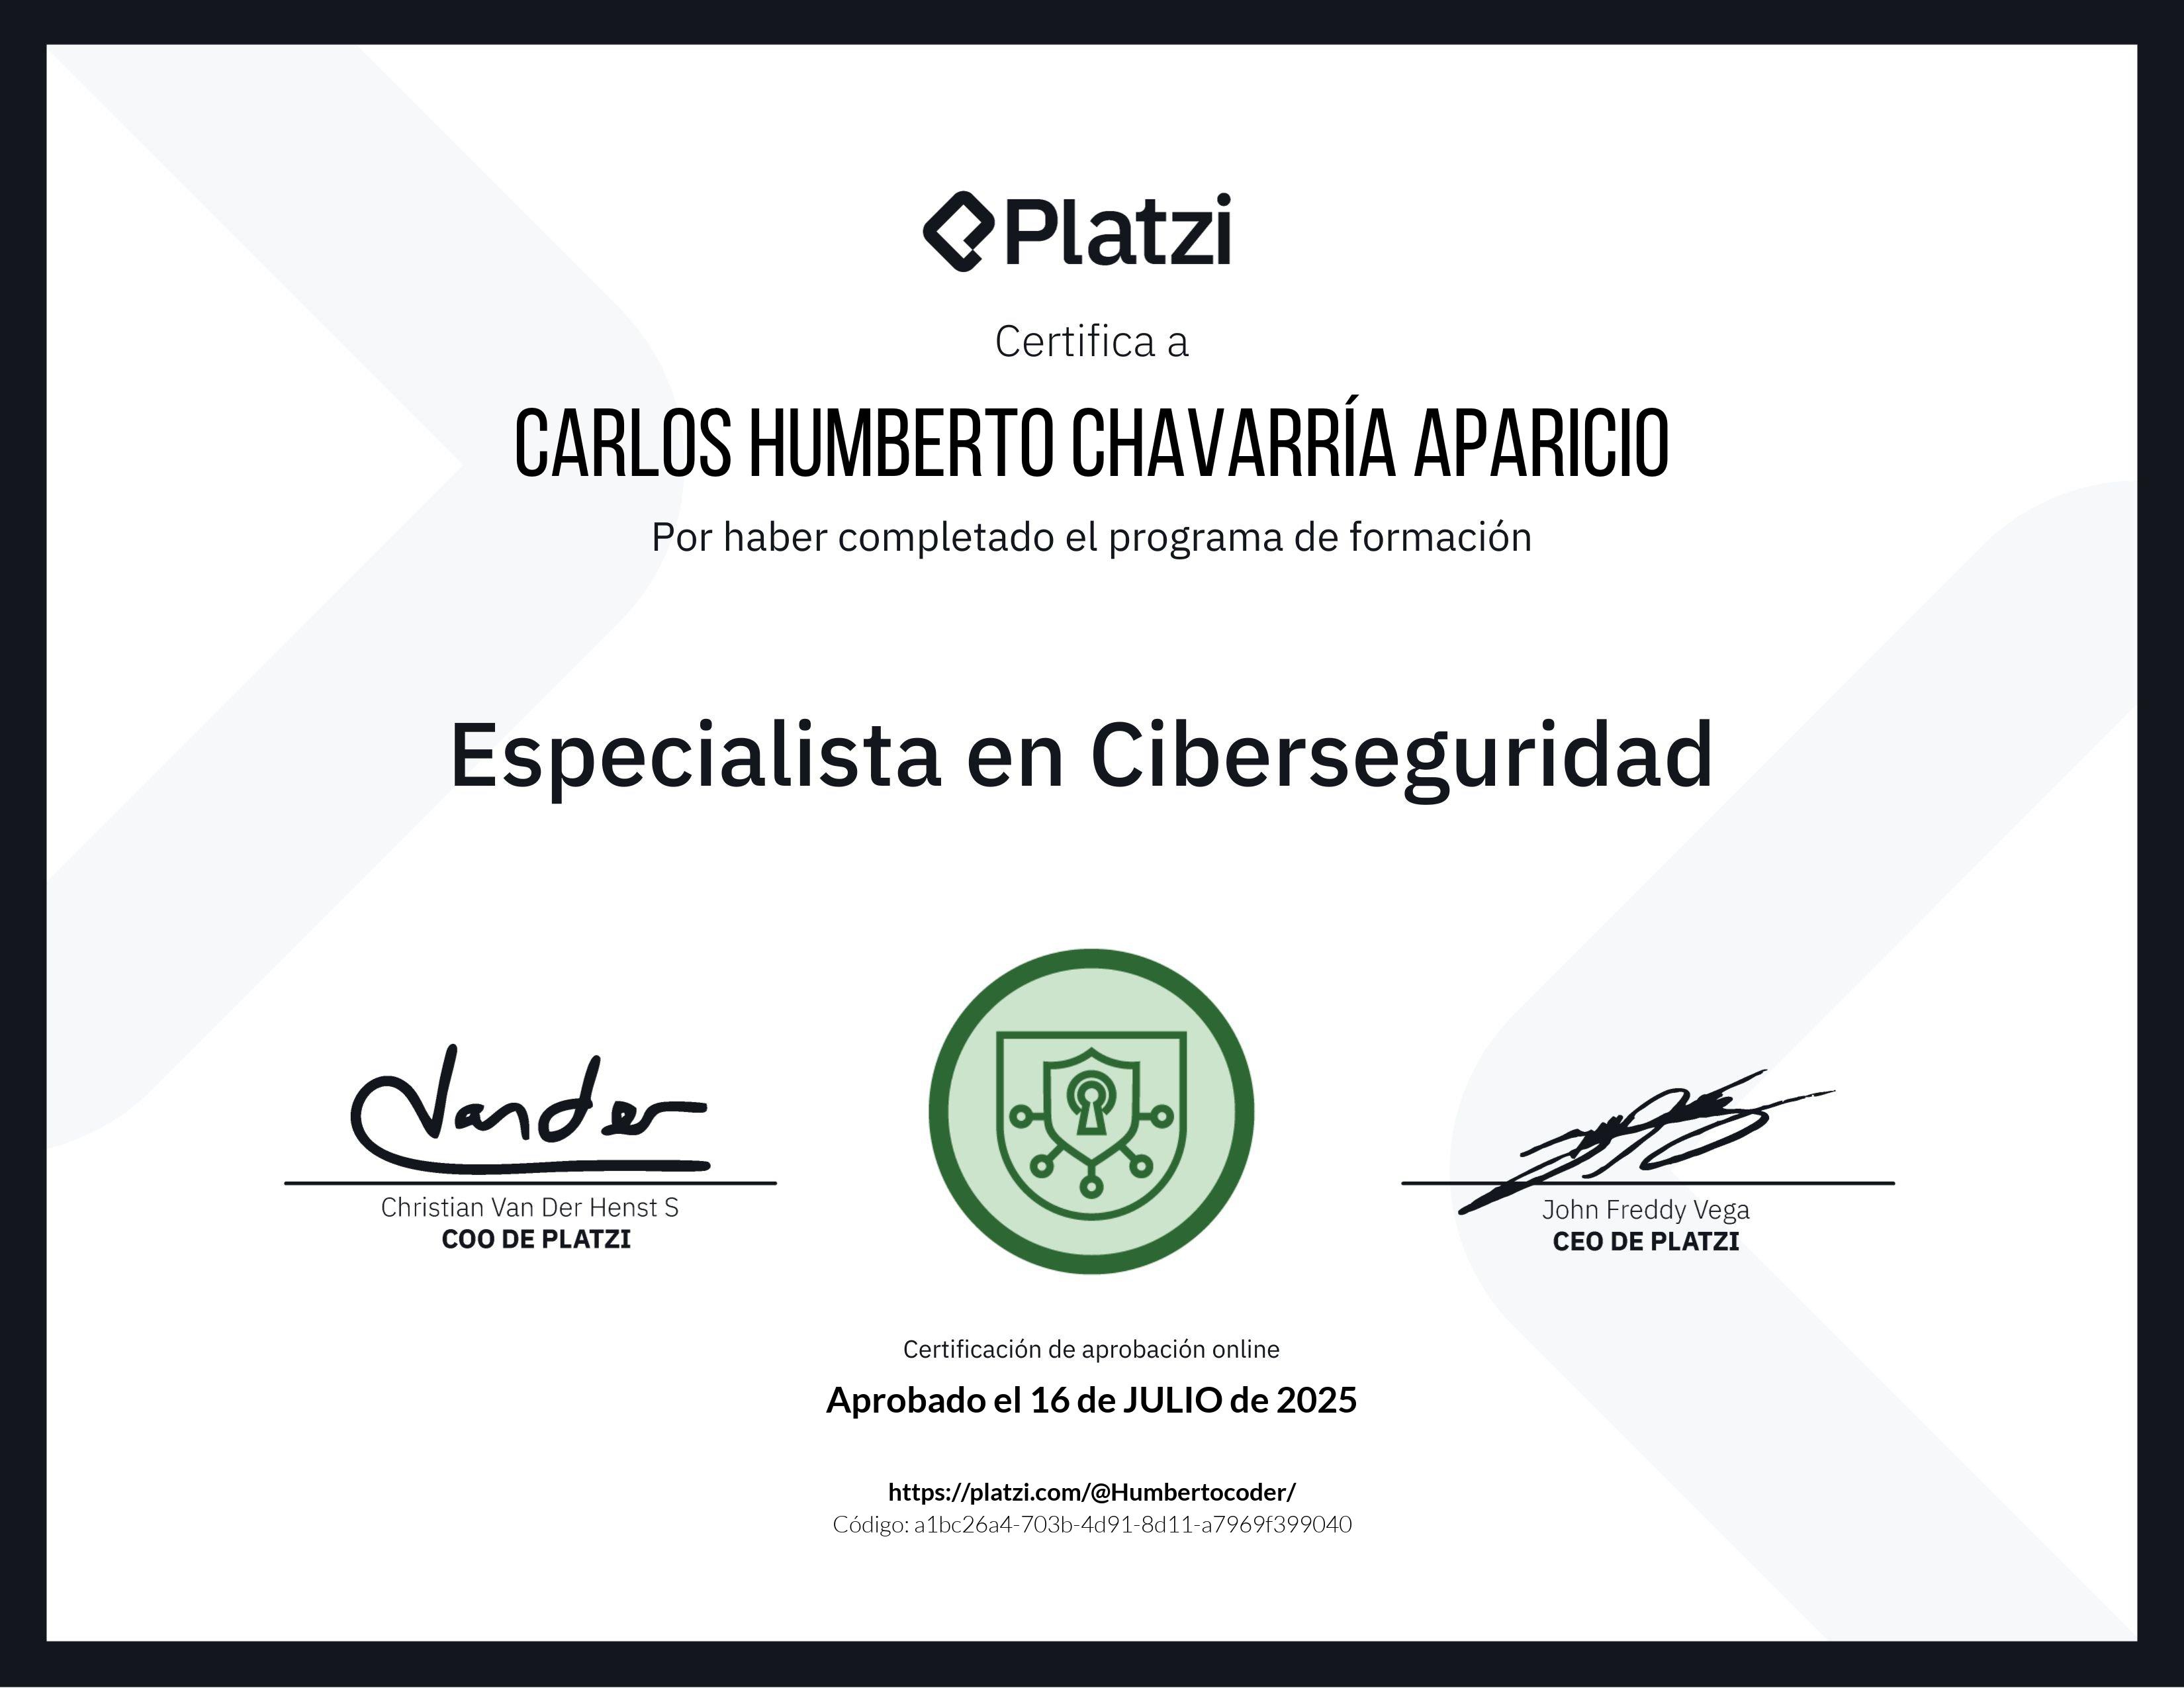 Platzi
Certifica a
CARLOS HUMBERTO CHAVARRÍA APARICIO
Por haber completado el programa de formación
Especialista en Ciberseguridad
Vander
Christian Van Der Henst S
COO DE PLATZI
John Freddy Vega
CEO DE PLATZI
Certificación de aprobación online
Aprobado el 16 de JULIO de 2025
https://platzi.com/@Humbertocoder/
Código: a1bc26a4-703b-4d91-8d11-a7969f399040